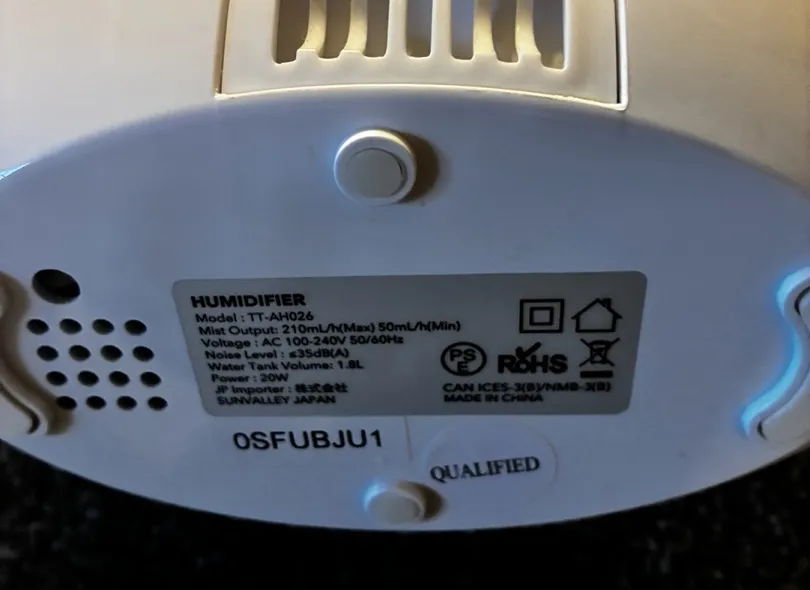 HUMIDIFIER
Model : TT-AH026
Mist Output: 210mL/h(Max) 50mL/h(Min)
Voltage : AC 100-240V 50/60Hz
Noise Level : ≤35dB(A)
Water Tank Volume: 1.8L
Power : 20W
JP Importer : 株式会社
SUNVALLEY JAPAN
PS
E
RoHS
CAN ICES-3(B)/NMB-3(B)
MADE IN CHINA
0SFUBJU1
QUALIFIED